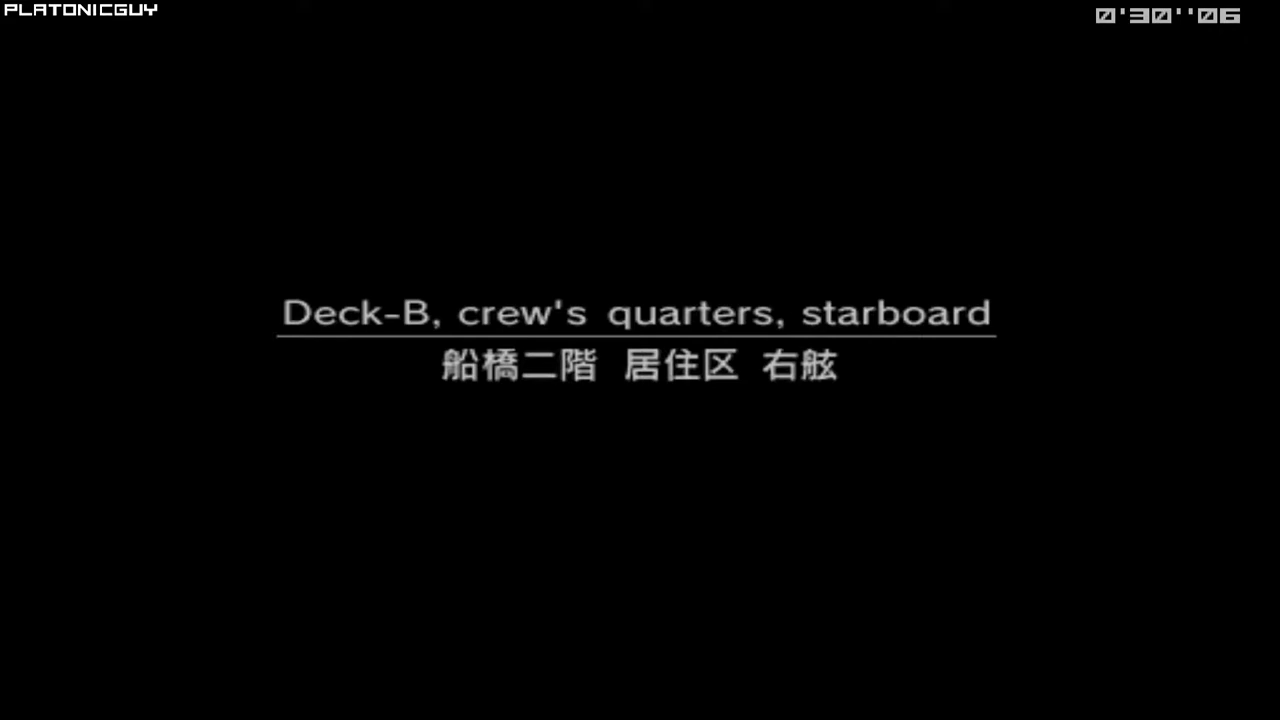 PLATONICGUY
0'30''06
Deck-B, crew's quarters, starboard
船橋二階 居住区 右舷